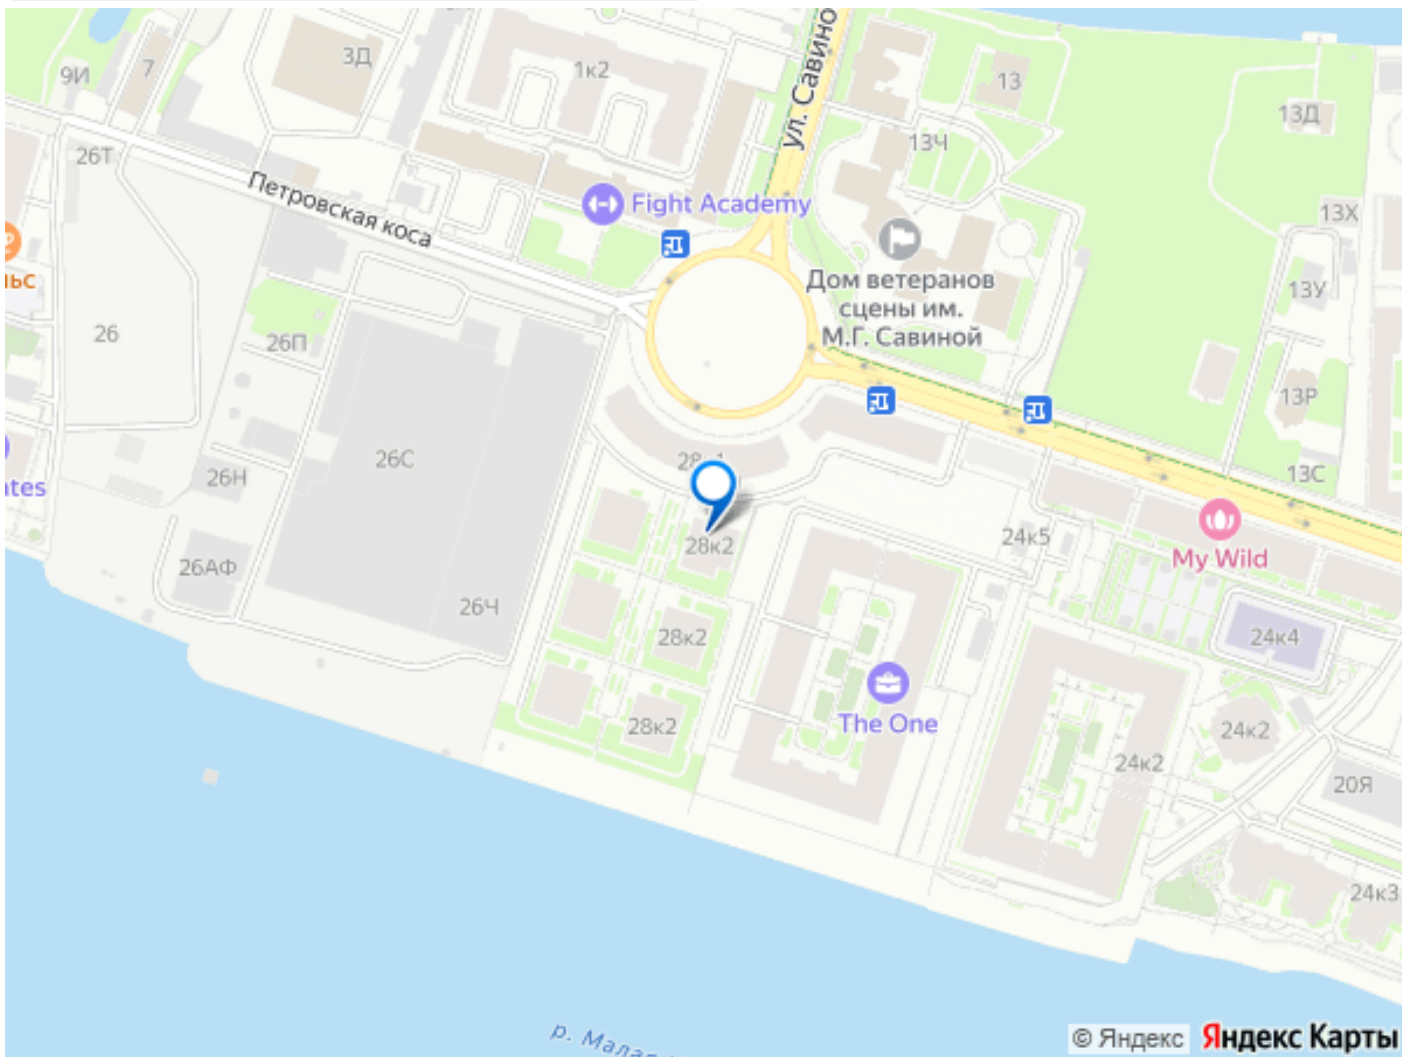 9И
7
3Д
1к2
ул. Савино
13
13Д
26Т
13Ч
Петровская коса
Fight Academy
13Х
Дом ветеранов
сцены им.
М.Г. Савиной
ьс
13У
26
26П
13Р
26С
13С
26Н
ates
28к2
24к5
My Wild
26АФ
26Ч
28к2
24к4
28к2
The One
24к2
24к2
20Я
24к3
р. Мала
© Яндекс Яндекс Карты